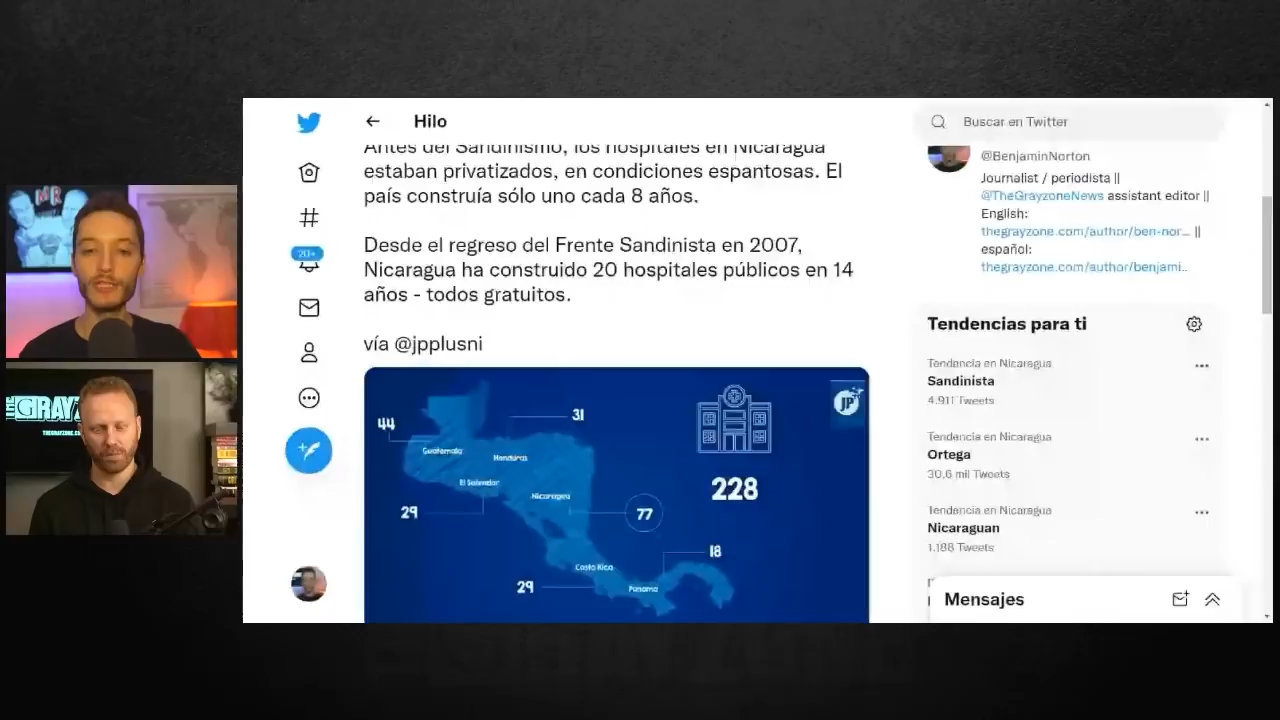 Hilo
Buscar en Twitter
Antes del Sandinismo, los hospitales en Nicaragua
estaban privatizados, en condiciones espantosas. El
país construía sólo uno cada 8 años.
Desde el regreso del Frente Sandinista en 2007,
Nicaragua ha construido 20 hospitales públicos en 14
años - todos gratuitos.
vía @jpplusni
20+
44
31
Guatemala
Honduras
El Salvador
Nicaragua
29
77
228
JP
18
Costa Rica
29
Panama
@BenjaminNorton
Journalist / periodista ||
@TheGrayzoneNews assistant editor ||
English:
thegrayzone.com/author/ben-nor... ||
español:
thegrayzone.com/author/benjami...
Tendencias para ti
Tendencia en Nicaragua
Sandinista
4.911 Tweets
Tendencia en Nicaragua
Ortega
30,6 mil Tweets
Tendencia en Nicaragua
Nicaraguan
1.188 Tweets
Mensajes
MR
THEGRAYZONE.COM